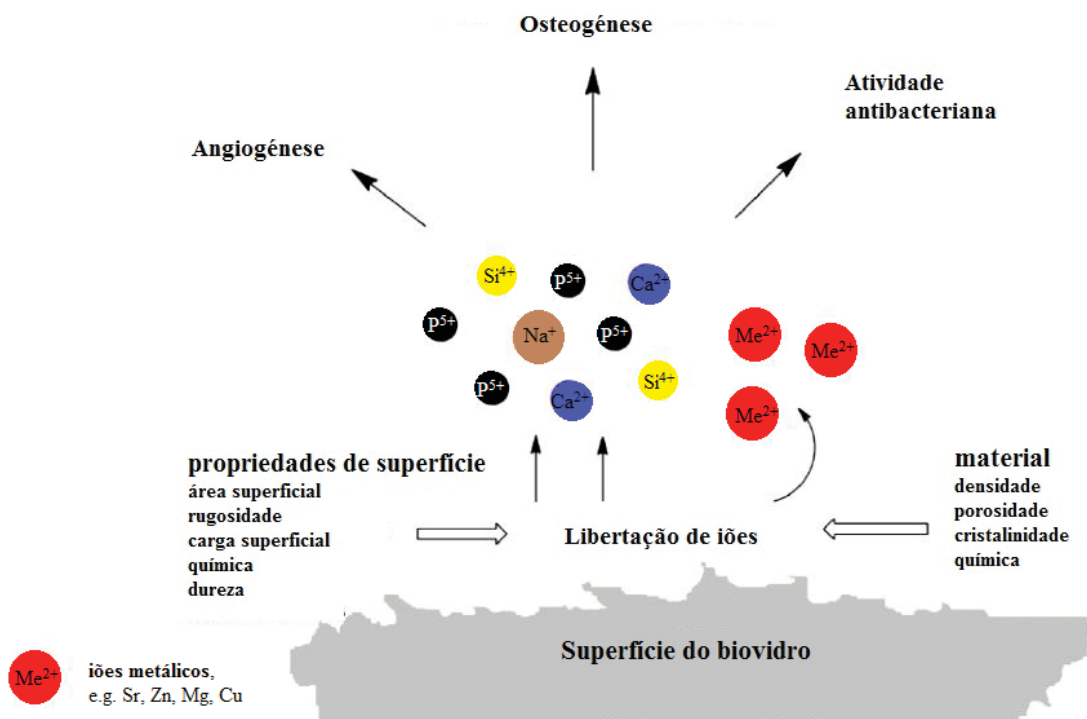 Osteogénese
Atividade
antibacteriana
Angiogénese
Si⁴⁺
P⁵⁺
Ca²⁺
P⁵⁺
Na⁺
P⁵⁺
Me²⁺
Me²⁺
P⁵⁺
Ca²⁺
Si⁴⁺
Me²⁺
propriedades de superfície
área superficial
rugosidade
carga superficial
química
dureza
Libertação de iões
material
densidade
porosidade
cristalinidade
química
Superfície do biovidro
Me²⁺
iões metálicos,
e.g. Sr, Zn, Mg, Cu